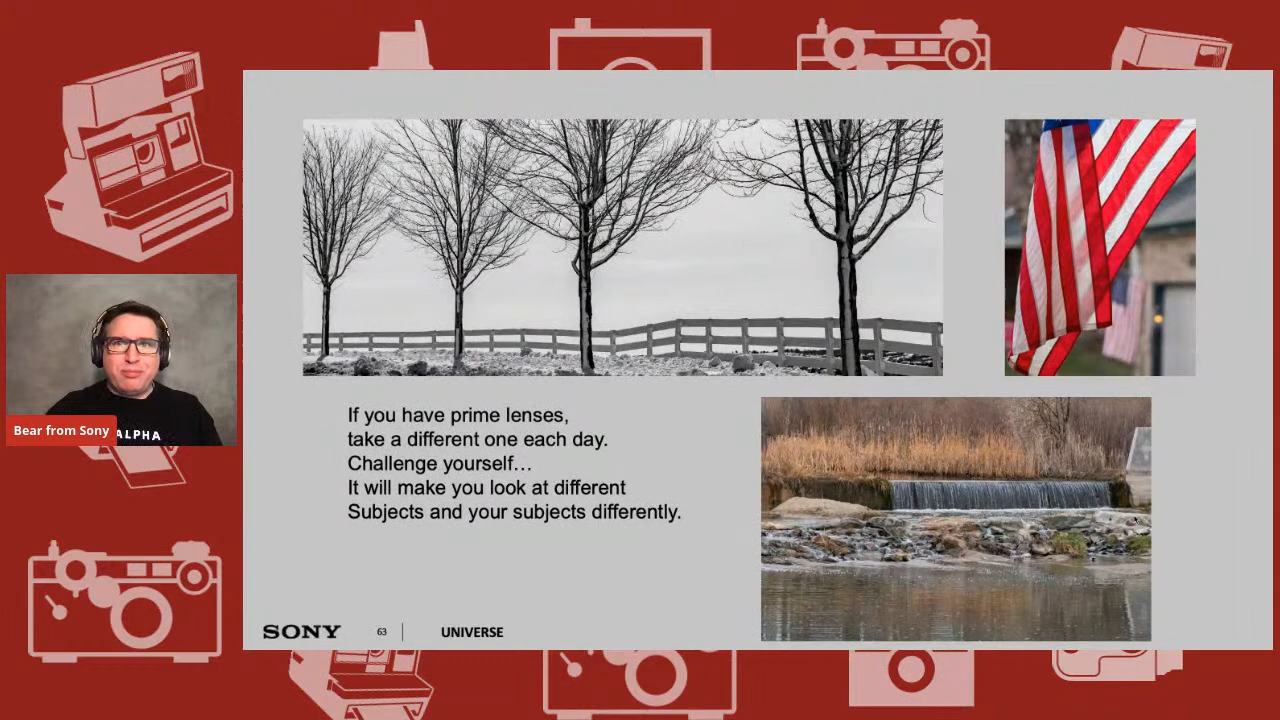 Bear from Sony
ALPHA
If you have prime lenses,
take a different one each day.
Challenge yourself…
It will make you look at different
Subjects and your subjects differently.
SONY 63 UNIVERSE